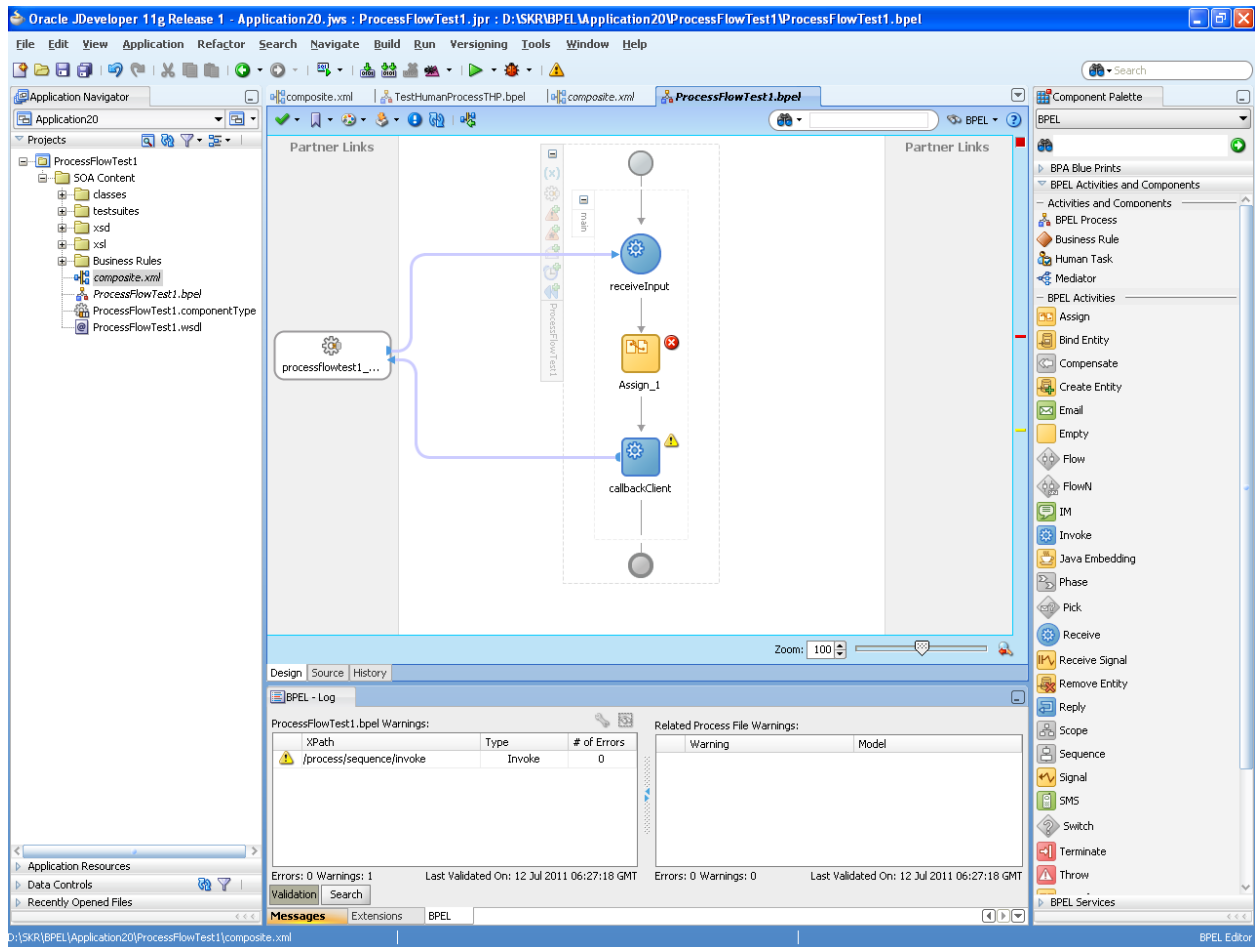 Oracle JDeveloper 11g Release 1 - Application20.jws : ProcessFlowTest1.jpr : D:\SKR\BPEL\Application20\ProcessFlowTest1\ProcessFlowTest1.bpel
File Edit View Application Refactor Search Navigate Build Run Versioning Tools Window Help
Search
Application Navigator
composite.xml
TestHumanProcessTHP.bpel
composite.xml
ProcessFlowTest1.bpel
Component Palette
Application20
BPEL
BPEL
Projects
ProcessFlowTest1
SOA Content
classes
testsuites
xsd
xsl
Business Rules
composite.xml
ProcessFlowTest1.bpel
ProcessFlowTest1.componentType
ProcessFlowTest1.wsdl
Application Resources
Data Controls
Recently Opened Files
Partner Links
Partner Links
(x)
main
ProcessFlowTest1
receiveInput
processflowtest1_...
Assign_1
callbackClient
Zoom: 100
Design Source History
BPEL - Log
ProcessFlowTest1.bpel Warnings:
XPath Type # of Errors
/process/sequence/invoke Invoke 0
Errors: 0 Warnings: 1 Last Validated On: 12 Jul 2011 06:27:18 GMT
Related Process File Warnings:
Warning Model
Errors: 0 Warnings: 0 Last Validated On: 12 Jul 2011 06:27:18 GMT
Validation Search
Messages Extensions BPEL
BPA Blue Prints
BPEL Activities and Components
Activities and Components
BPEL Process
Business Rule
Human Task
Mediator
BPEL Activities
Assign
Bind Entity
Compensate
Create Entity
Email
Empty
Flow
FlowN
IM
Invoke
Java Embedding
Phase
Pick
Receive
Receive Signal
Remove Entity
Reply
Scope
Sequence
Signal
SMS
Switch
Terminate
Throw
BPEL Services
D:\SKR\BPEL\Application20\ProcessFlowTest1\composite.xml
BPEL Editor